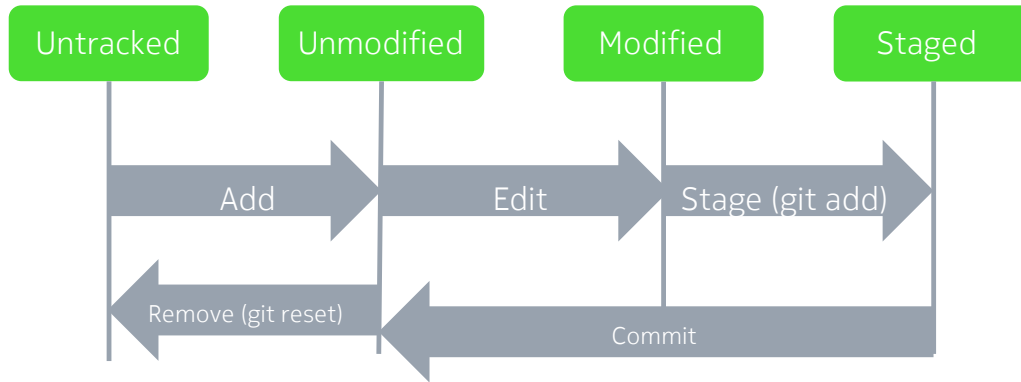 Untracked
Unmodified
Modified
Staged
Add
Edit
Stage (git add)
Remove (git reset)
Commit